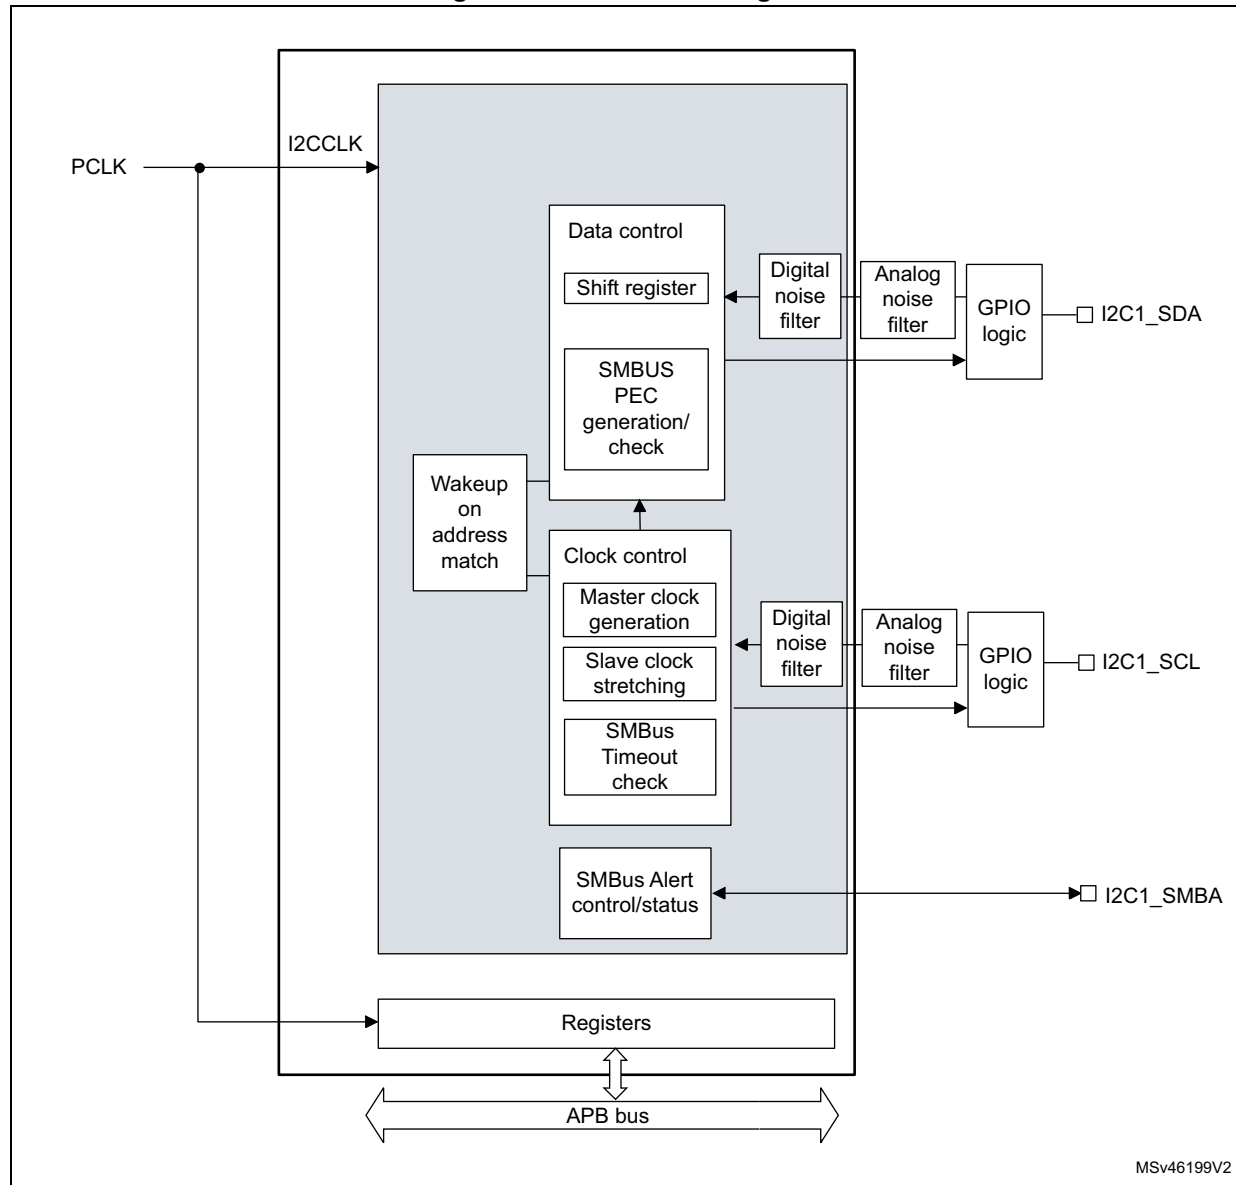 I2CCLK
PCLK
Data control
Shift register
SMBUS
PEC
generation/
check
Digital
noise
filter
Analog
noise
filter
GPIO
logic
I2C1_SDA
Wakeup
on
address
match
Clock control
Master clock
generation
Slave clock
stretching
SMBus
Timeout
check
Digital
noise
filter
Analog
noise
filter
GPIO
logic
I2C1_SCL
SMBus Alert
control/status
I2C1_SMBA
Registers
APB bus
MSv46199V2